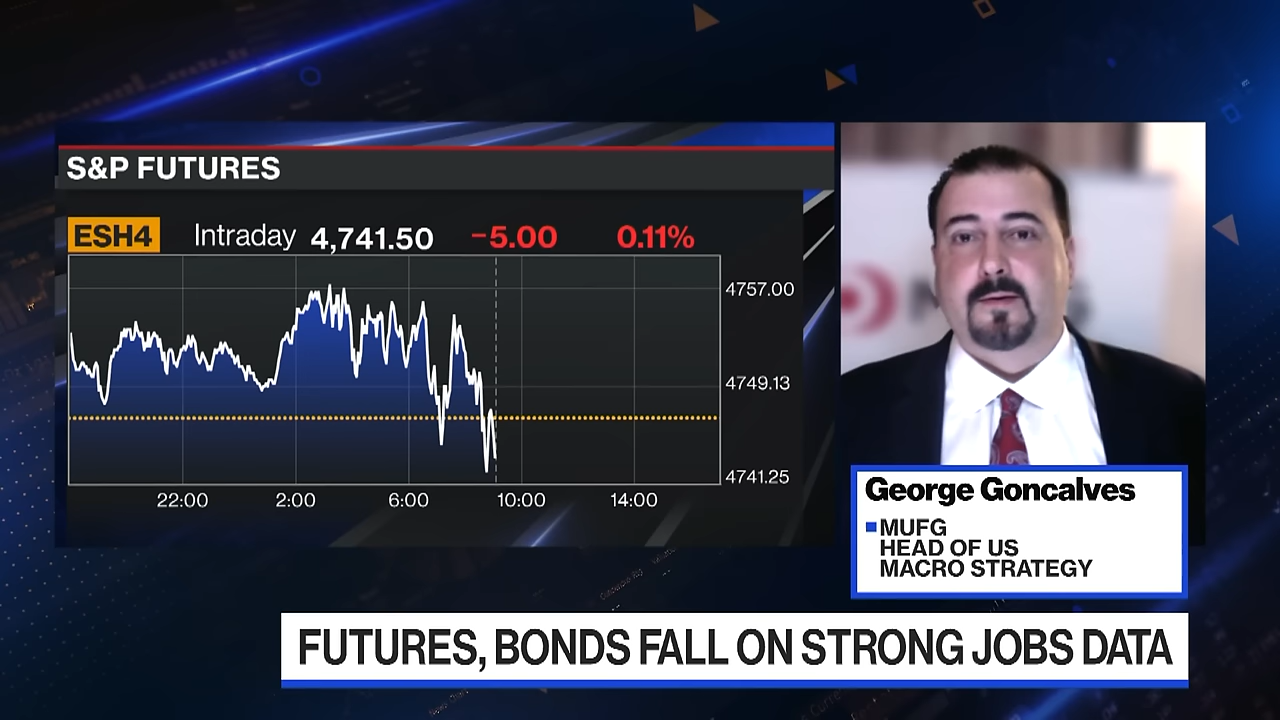 S&P FUTURES
ESH4 Intraday 4,741.50 -5.00 0.11%
4757.00
4749.13
4741.25
22:00 2:00 6:00 10:00 14:00
George Goncalves
MUFG
HEAD OF US
MACRO STRATEGY
FUTURES, BONDS FALL ON STRONG JOBS DATA